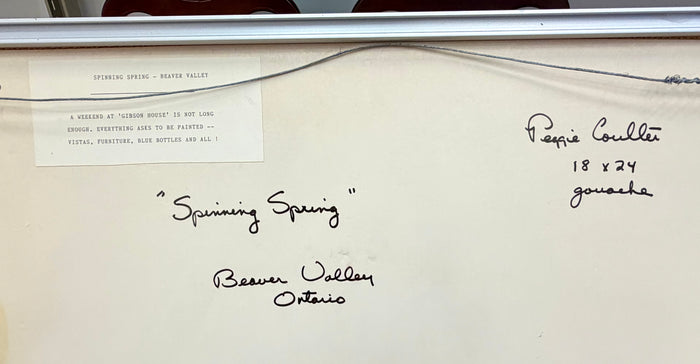 SPINNING SPRING - BEAVER VALLEY
A WEEKEND AT 'GIBSON HOUSE' IS NOT LONG
ENOUGH. EVERYTHING ASKS TO BE PAINTED --
VISTAS, FURNITURE, BLUE BOTTLES AND ALL !
Peggie Coulter
18 x 24
gouache
"Spinning Spring"
Beaver Valley
Ontario